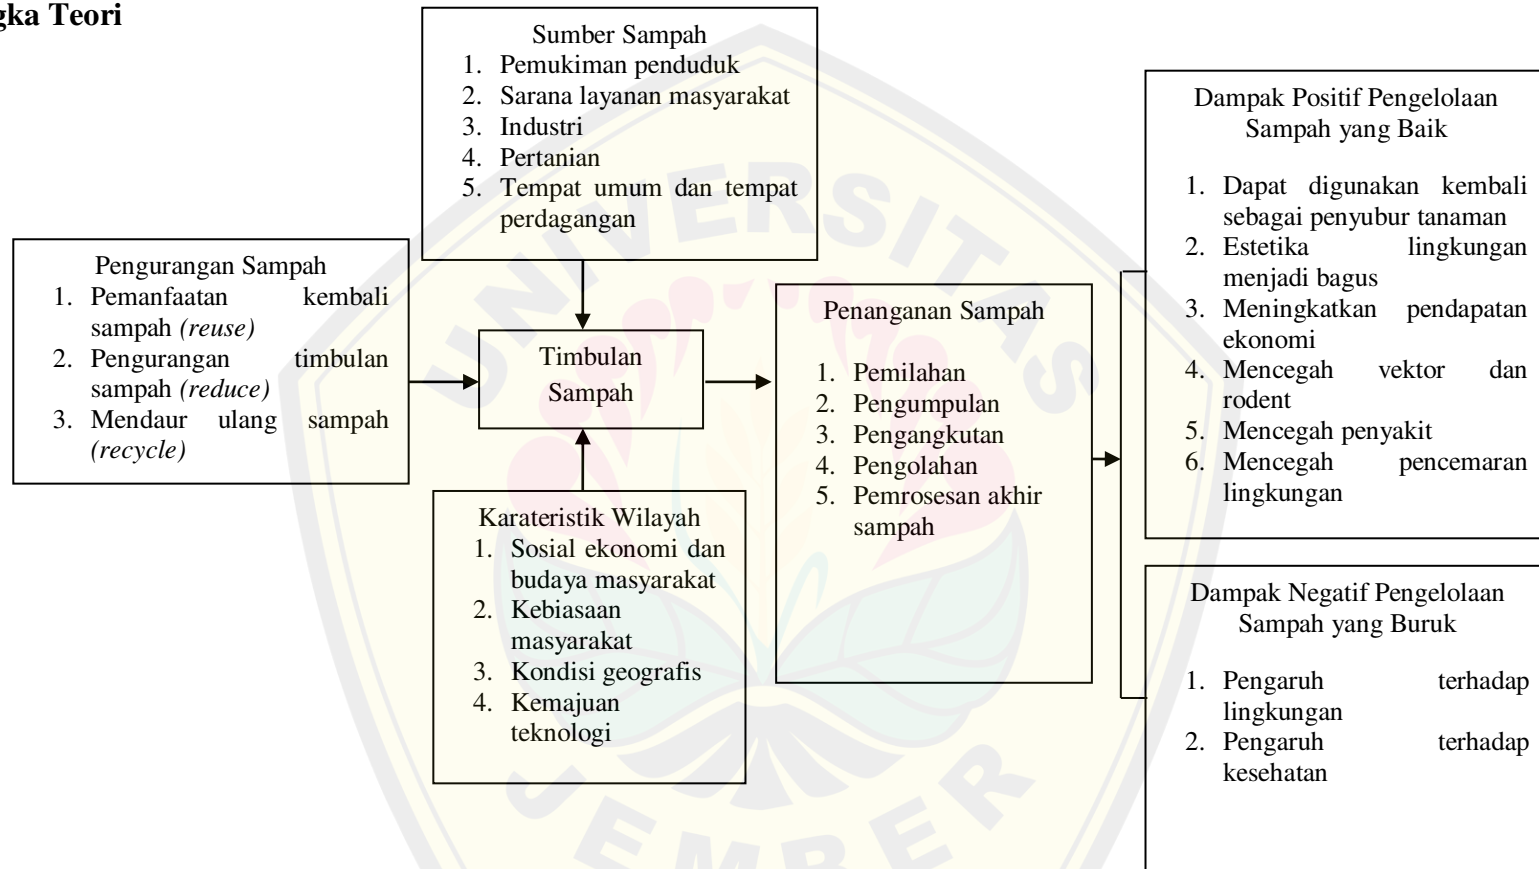 gka Teori
Sumber Sampah
1. Pemukiman penduduk
2. Sarana layanan masyarakat
3. Industri
4. Pertanian
5. Tempat umum dan tempat
perdagangan
Pengurangan Sampah
1. Pemanfaatan kembali
sampah (reuse)
2. Pengurangan timbulan
sampah (reduce)
3. Mendaur ulang sampah
(recycle)
Timbulan
Sampah
Karateristik Wilayah
1. Sosial ekonomi dan
budaya masyarakat
2. Kebiasaan
masyarakat
3. Kondisi geografis
4. Kemajuan
teknologi
Penanganan Sampah
1. Pemilahan
2. Pengumpulan
3. Pengangkutan
4. Pengolahan
5. Pemrosesan akhir
sampah
Dampak Positif Pengelolaan
Sampah yang Baik
1. Dapat digunakan kembali
sebagai penyubur tanaman
2. Estetika lingkungan
menjadi bagus
3. Meningkatkan pendapatan
ekonomi
4. Mencegah vektor dan
rodent
5. Mencegah penyakit
6. Mencegah pencemaran
lingkungan
Dampak Negatif Pengelolaan
Sampah yang Buruk
1. Pengaruh terhadap
lingkungan
2. Pengaruh terhadap
kesehatan
UNIVERSITAS
JEMBER